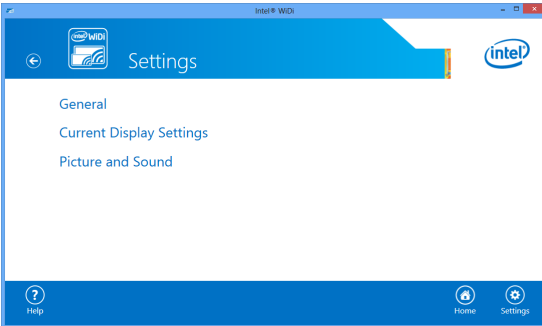 Intel® WiDi
intel WiDi
Settings
intel
General
Current Display Settings
Picture and Sound
?
Help
Home
Settings